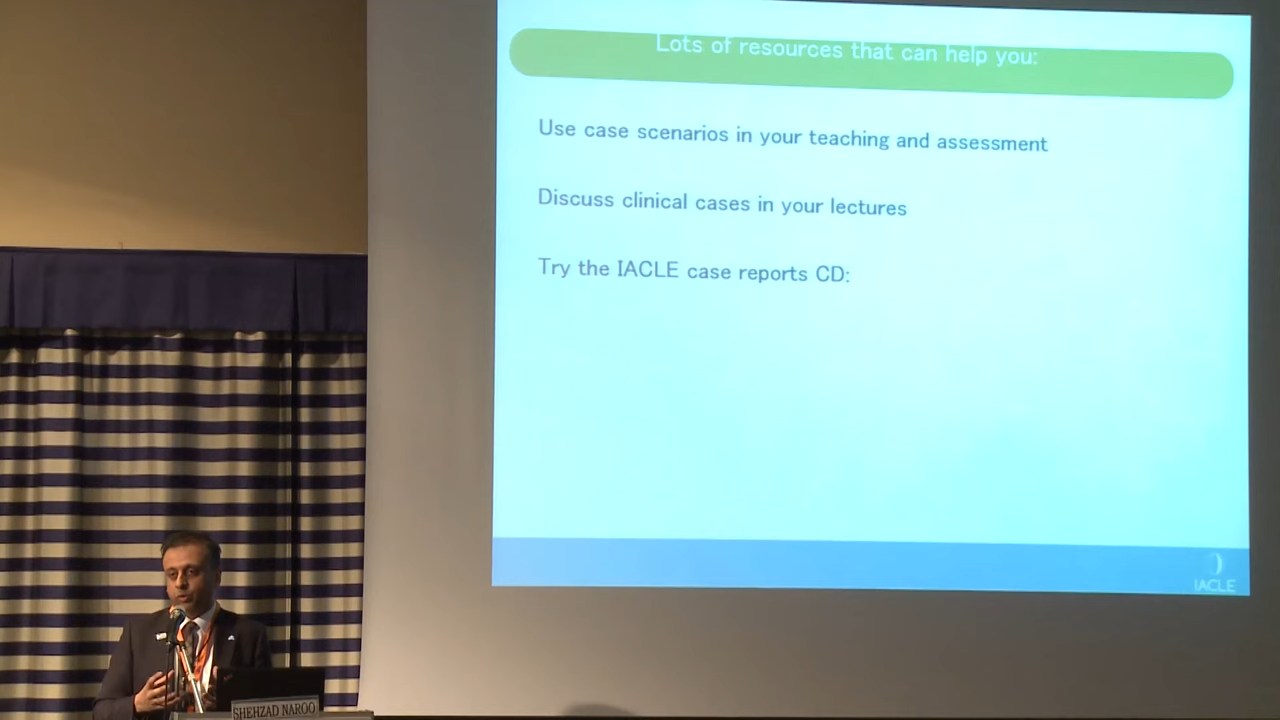 Lots of resources that can help you:
Use case scenarios in your teaching and assessment
Discuss clinical cases in your lectures
Try the IACLE case reports CD:
IACLE
SHEHZAD NAROO